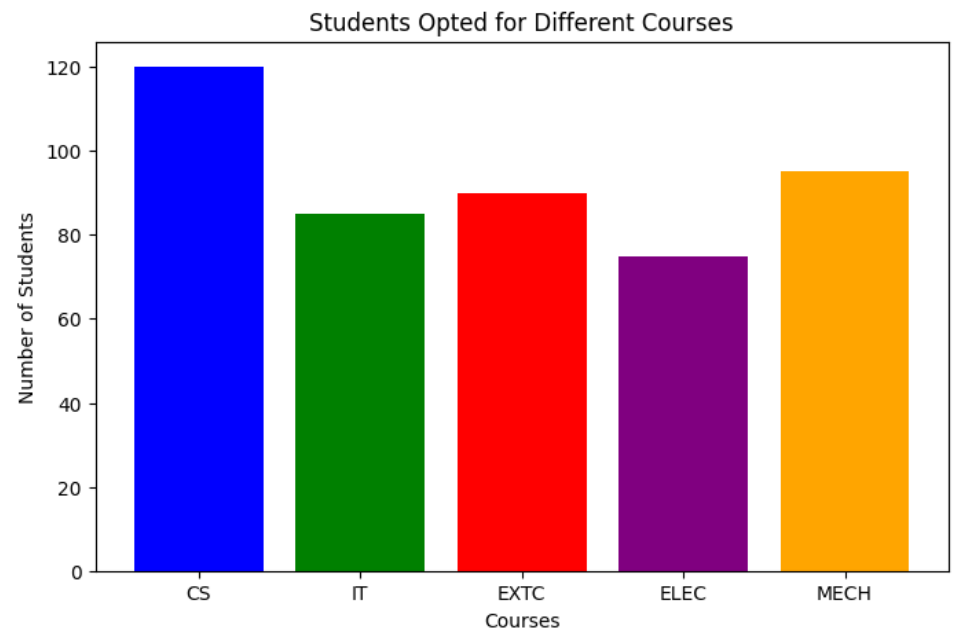 Students Opted for Different Courses
Number of Students
120
100
80
60
40
20
0
CS IT EXTC ELEC MECH
Courses